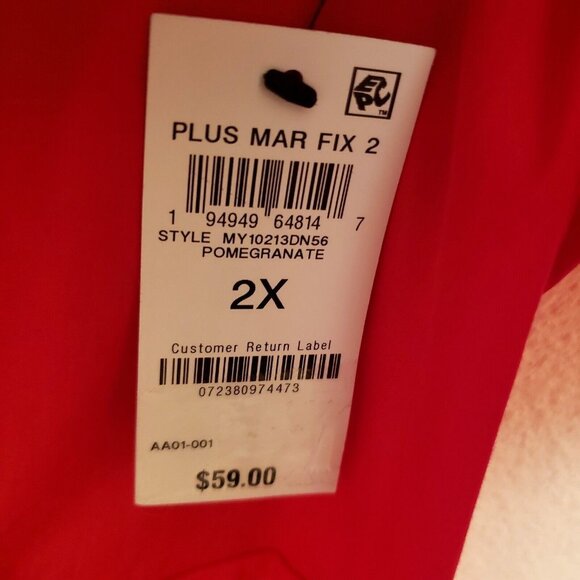 EPC™
PLUS MAR FIX 2
1 94949 64814 7
STYLE MY10213DN56
POMEGRANATE
2X
Customer Return Label
072380974473
AA01-001
$59.00